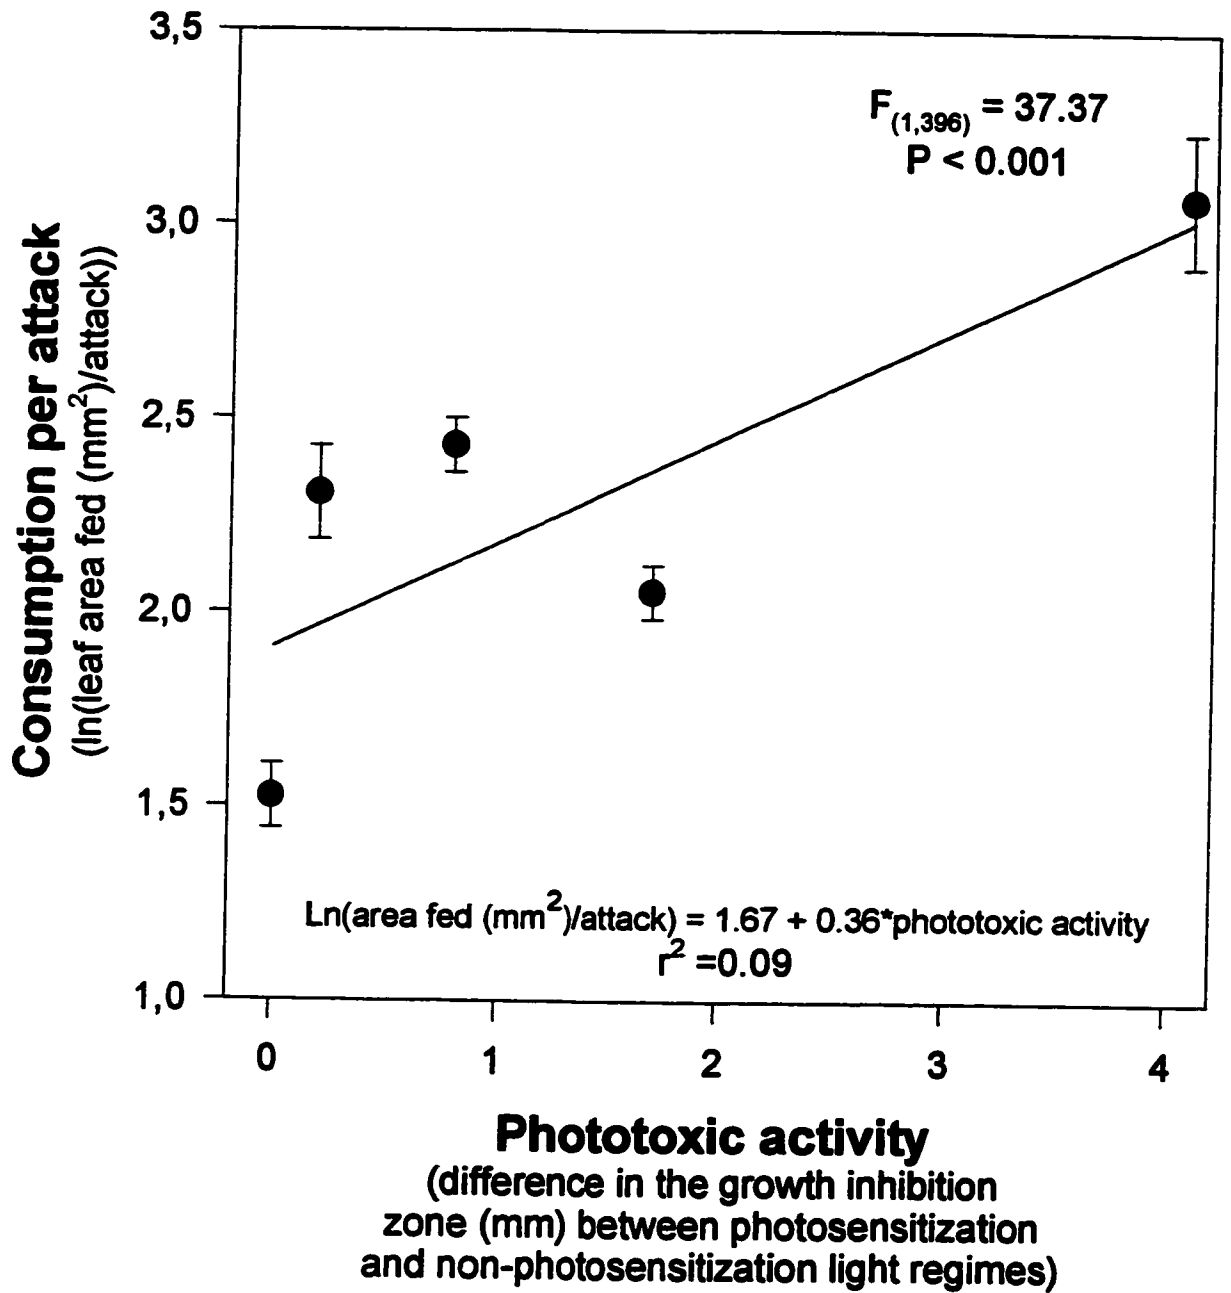 3,5
F(1,396) = 37.37
P < 0.001
3,0
2,5
2,0
1,5
1,0
Consumption per attack
(ln(leaf area fed (mm²)/attack))
Ln(area fed (mm²)/attack) = 1.67 + 0.36*phototoxic activity
r² =0.09
0 1 2 3 4
Phototoxic activity
(difference in the growth inhibition
zone (mm) between photosensitization
and non-photosensitization light regimes)